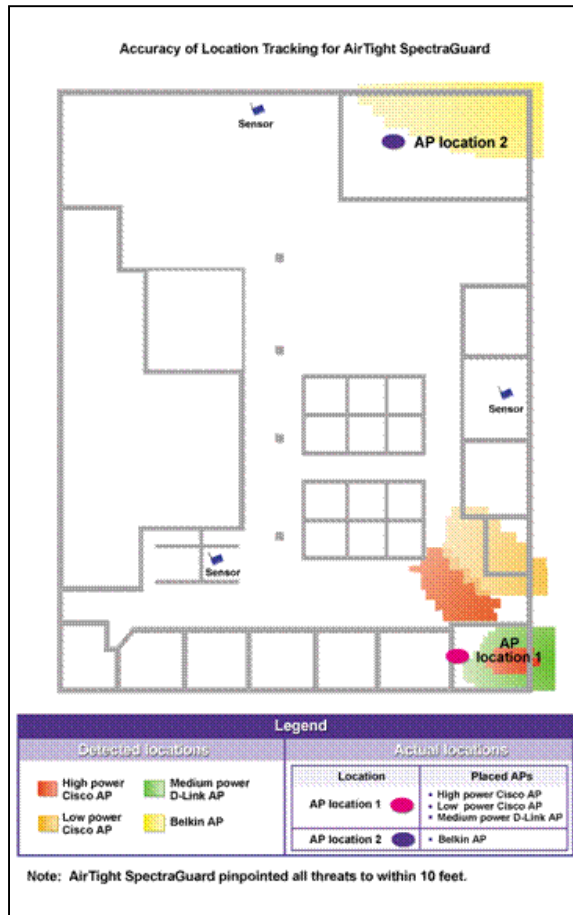 Accuracy of Location Tracking for AirTight SpectraGuard
Sensor
AP location 2
Sensor
Sensor
AP
location 1
Legend
Detected locations
Actual locations
High power
Cisco AP
Medium power
D-Link AP
Low power
Cisco AP
Belkin AP
Location
Placed APs
AP location 1
• High power Cisco AP
• Low power Cisco AP
• Medium power D-Link AP
AP location 2
• Belkin AP
Note: AirTight SpectraGuard pinpointed all threats to within 10 feet.